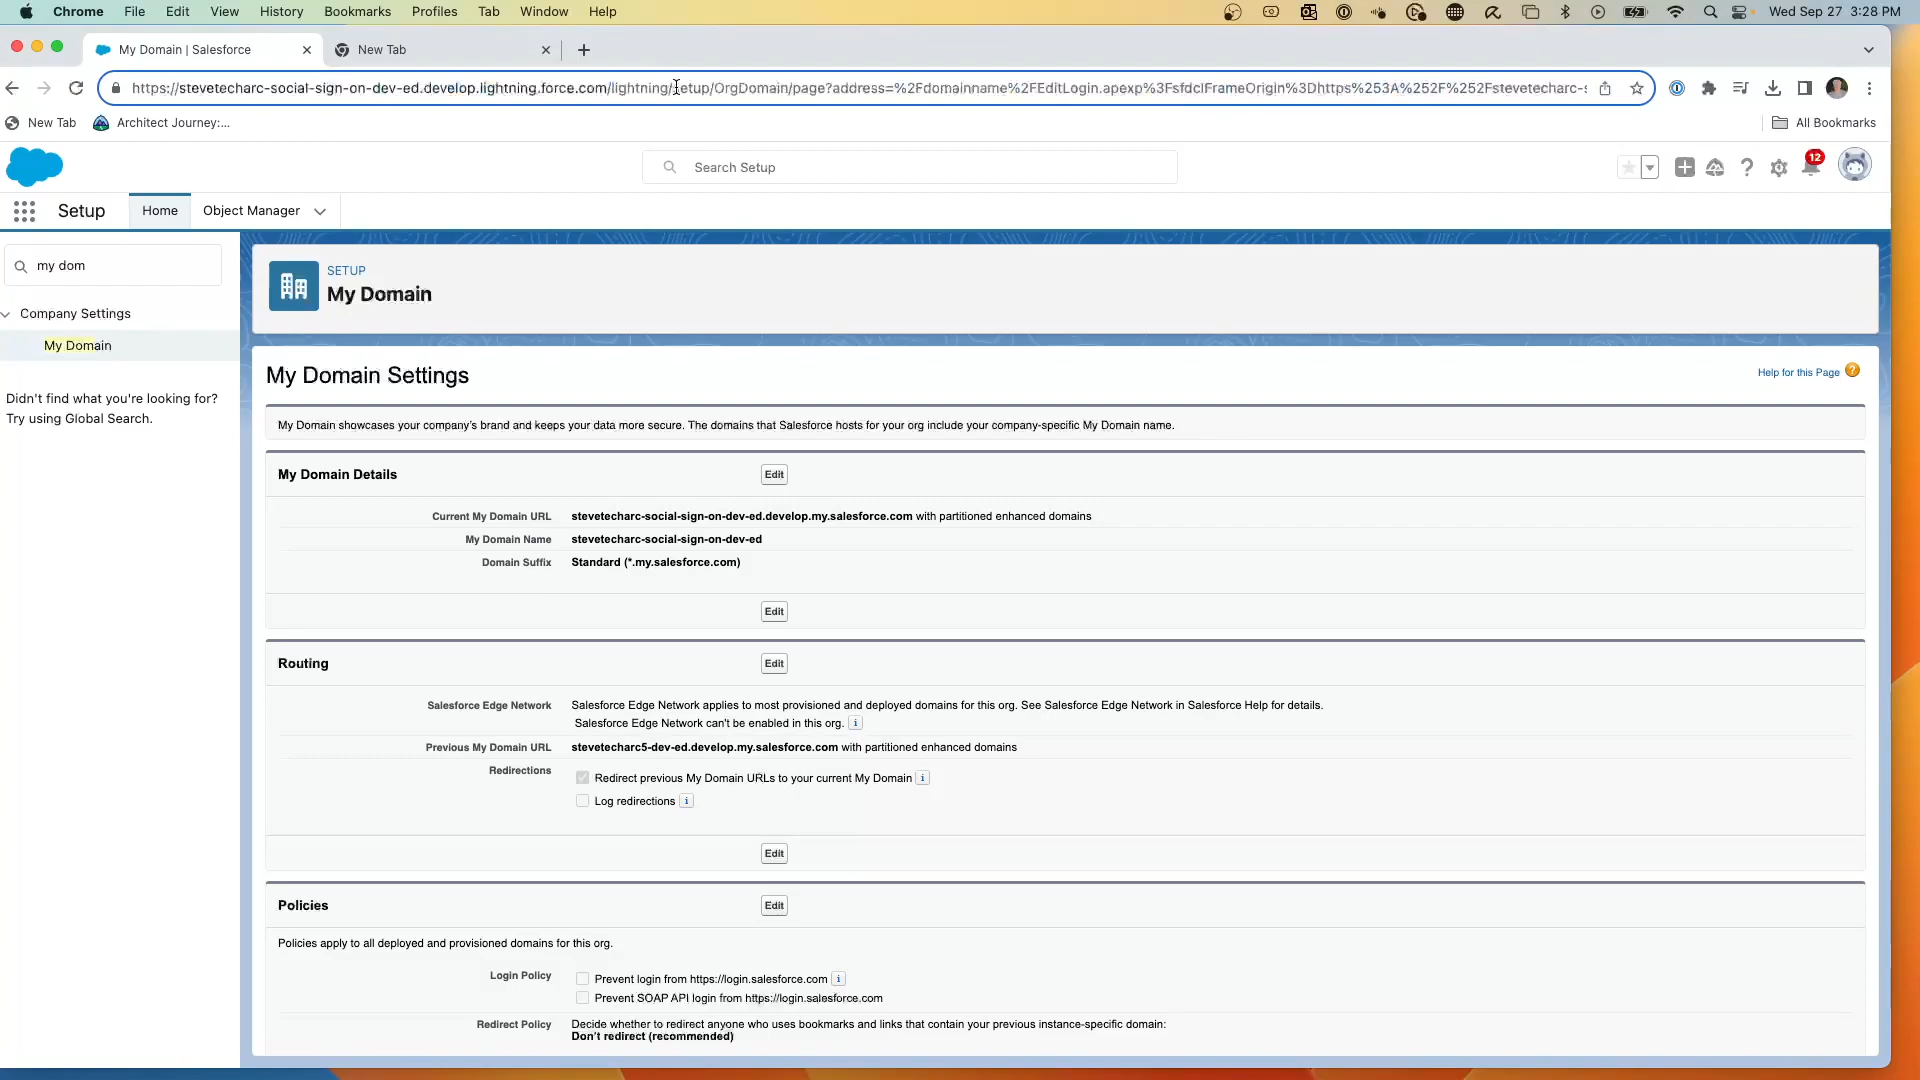 Chrome File Edit View History Bookmarks Profiles Tab Window Help Wed Sep 27 3:28 PM
My Domain | Salesforce New Tab
https://stevetecharc-social-sign-on-dev-ed.develop.lightning.force.com/lightning/setup/OrgDomain/page?address=%2Fdomainname%2FEditLogin.apexp%3FsfdcIFrameOrigin%3Dhttps%253A%252F%252Fstevetecharc-s
New Tab Architect Journey:... All Bookmarks
Search Setup
12
Setup Home Object Manager
my dom
Company Settings
My Domain
Didn't find what you're looking for?
Try using Global Search.
SETUP
My Domain
My Domain Settings
Help for this Page ?
My Domain showcases your company's brand and keeps your data more secure. The domains that Salesforce hosts for your org include your company-specific My Domain name.
My Domain Details Edit
Current My Domain URL stevetecharc-social-sign-on-dev-ed.develop.my.salesforce.com with partitioned enhanced domains
My Domain Name stevetecharc-social-sign-on-dev-ed
Domain Suffix Standard (*.my.salesforce.com)
Edit
Routing Edit
Salesforce Edge Network Salesforce Edge Network applies to most provisioned and deployed domains for this org. See Salesforce Edge Network in Salesforce Help for details.
Salesforce Edge Network can't be enabled in this org. i
Previous My Domain URL stevetecharc5-dev-ed.develop.my.salesforce.com with partitioned enhanced domains
Redirections
Redirect previous My Domain URLs to your current My Domain i
Log redirections i
Edit
Policies Edit
Policies apply to all deployed and provisioned domains for this org.
Login Policy Prevent login from https://login.salesforce.com i
Prevent SOAP API login from https://login.salesforce.com
Redirect Policy Decide whether to redirect anyone who uses bookmarks and links that contain your previous instance-specific domain:
Don't redirect (recommended)